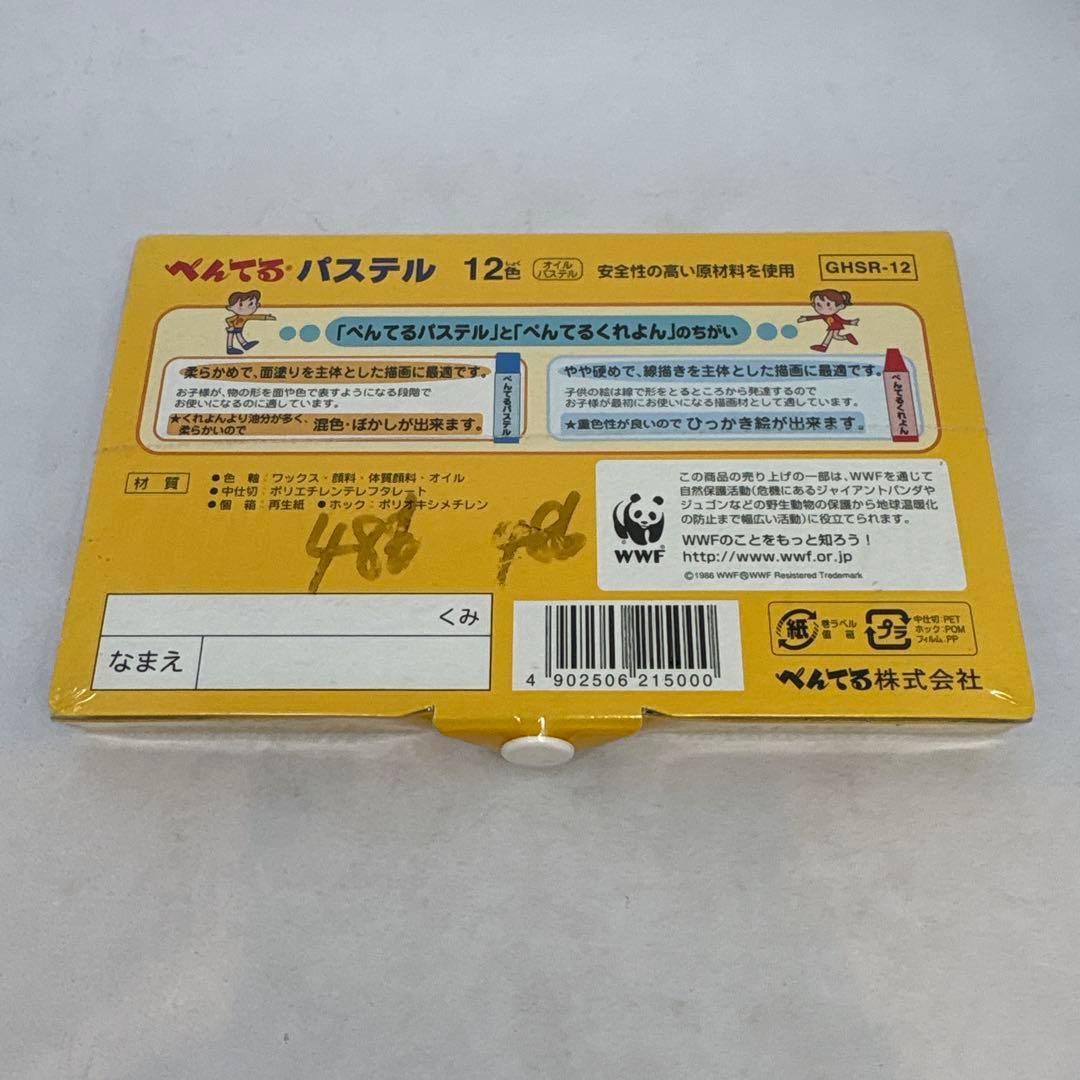 ぺんてる パステル 12色 しょく オイルパステル 安全性の高い原材料を使用 GHSR-12
「ぺんてるパステル」と「ぺんてるくれよん」のちがい
柔らかめで、面塗りを主体とした描画に最適です。
お子様が、物の形を面や色で表すようになる段階で
お使いになるのに適しています。
★くれよんより油分が多く、
柔らかいので 混色・ぼかしが出来ます。
ぺんてるパステル
やや硬めで、線描きを主体とした描画に最適です。
子供の絵は線で形をとるところから発達するので
お子様が最初にお使いになる描画材として適しています。
★重色性が良いので ひっかき絵が出来ます。
ぺんてるくれよん
材質
●色 軸:ワックス・顔料・体質顔料・オイル
●中仕切:ポリエチレンテレフタレート
●個 箱:再生紙 ●ホック:ポリオキシメチレン
この商品の売り上げの一部は、WWFを通じて
自然保護活動(危機にあるジャイアントパンダや
ジュゴンなどの野生動物の保護から地球温暖化
の防止まで幅広い活動)に役立てられます。
WWFのことをもっと知ろう!
http://www.wwf.or.jp
©1986 WWF ®WWF Registered Trademark
WWF
くみ
なまえ
4 902506 215000
紙 巻ラベル
個 箱
プラ 中仕切:PET
ホック:POM
フィルム:PP
ぺんてる株式会社